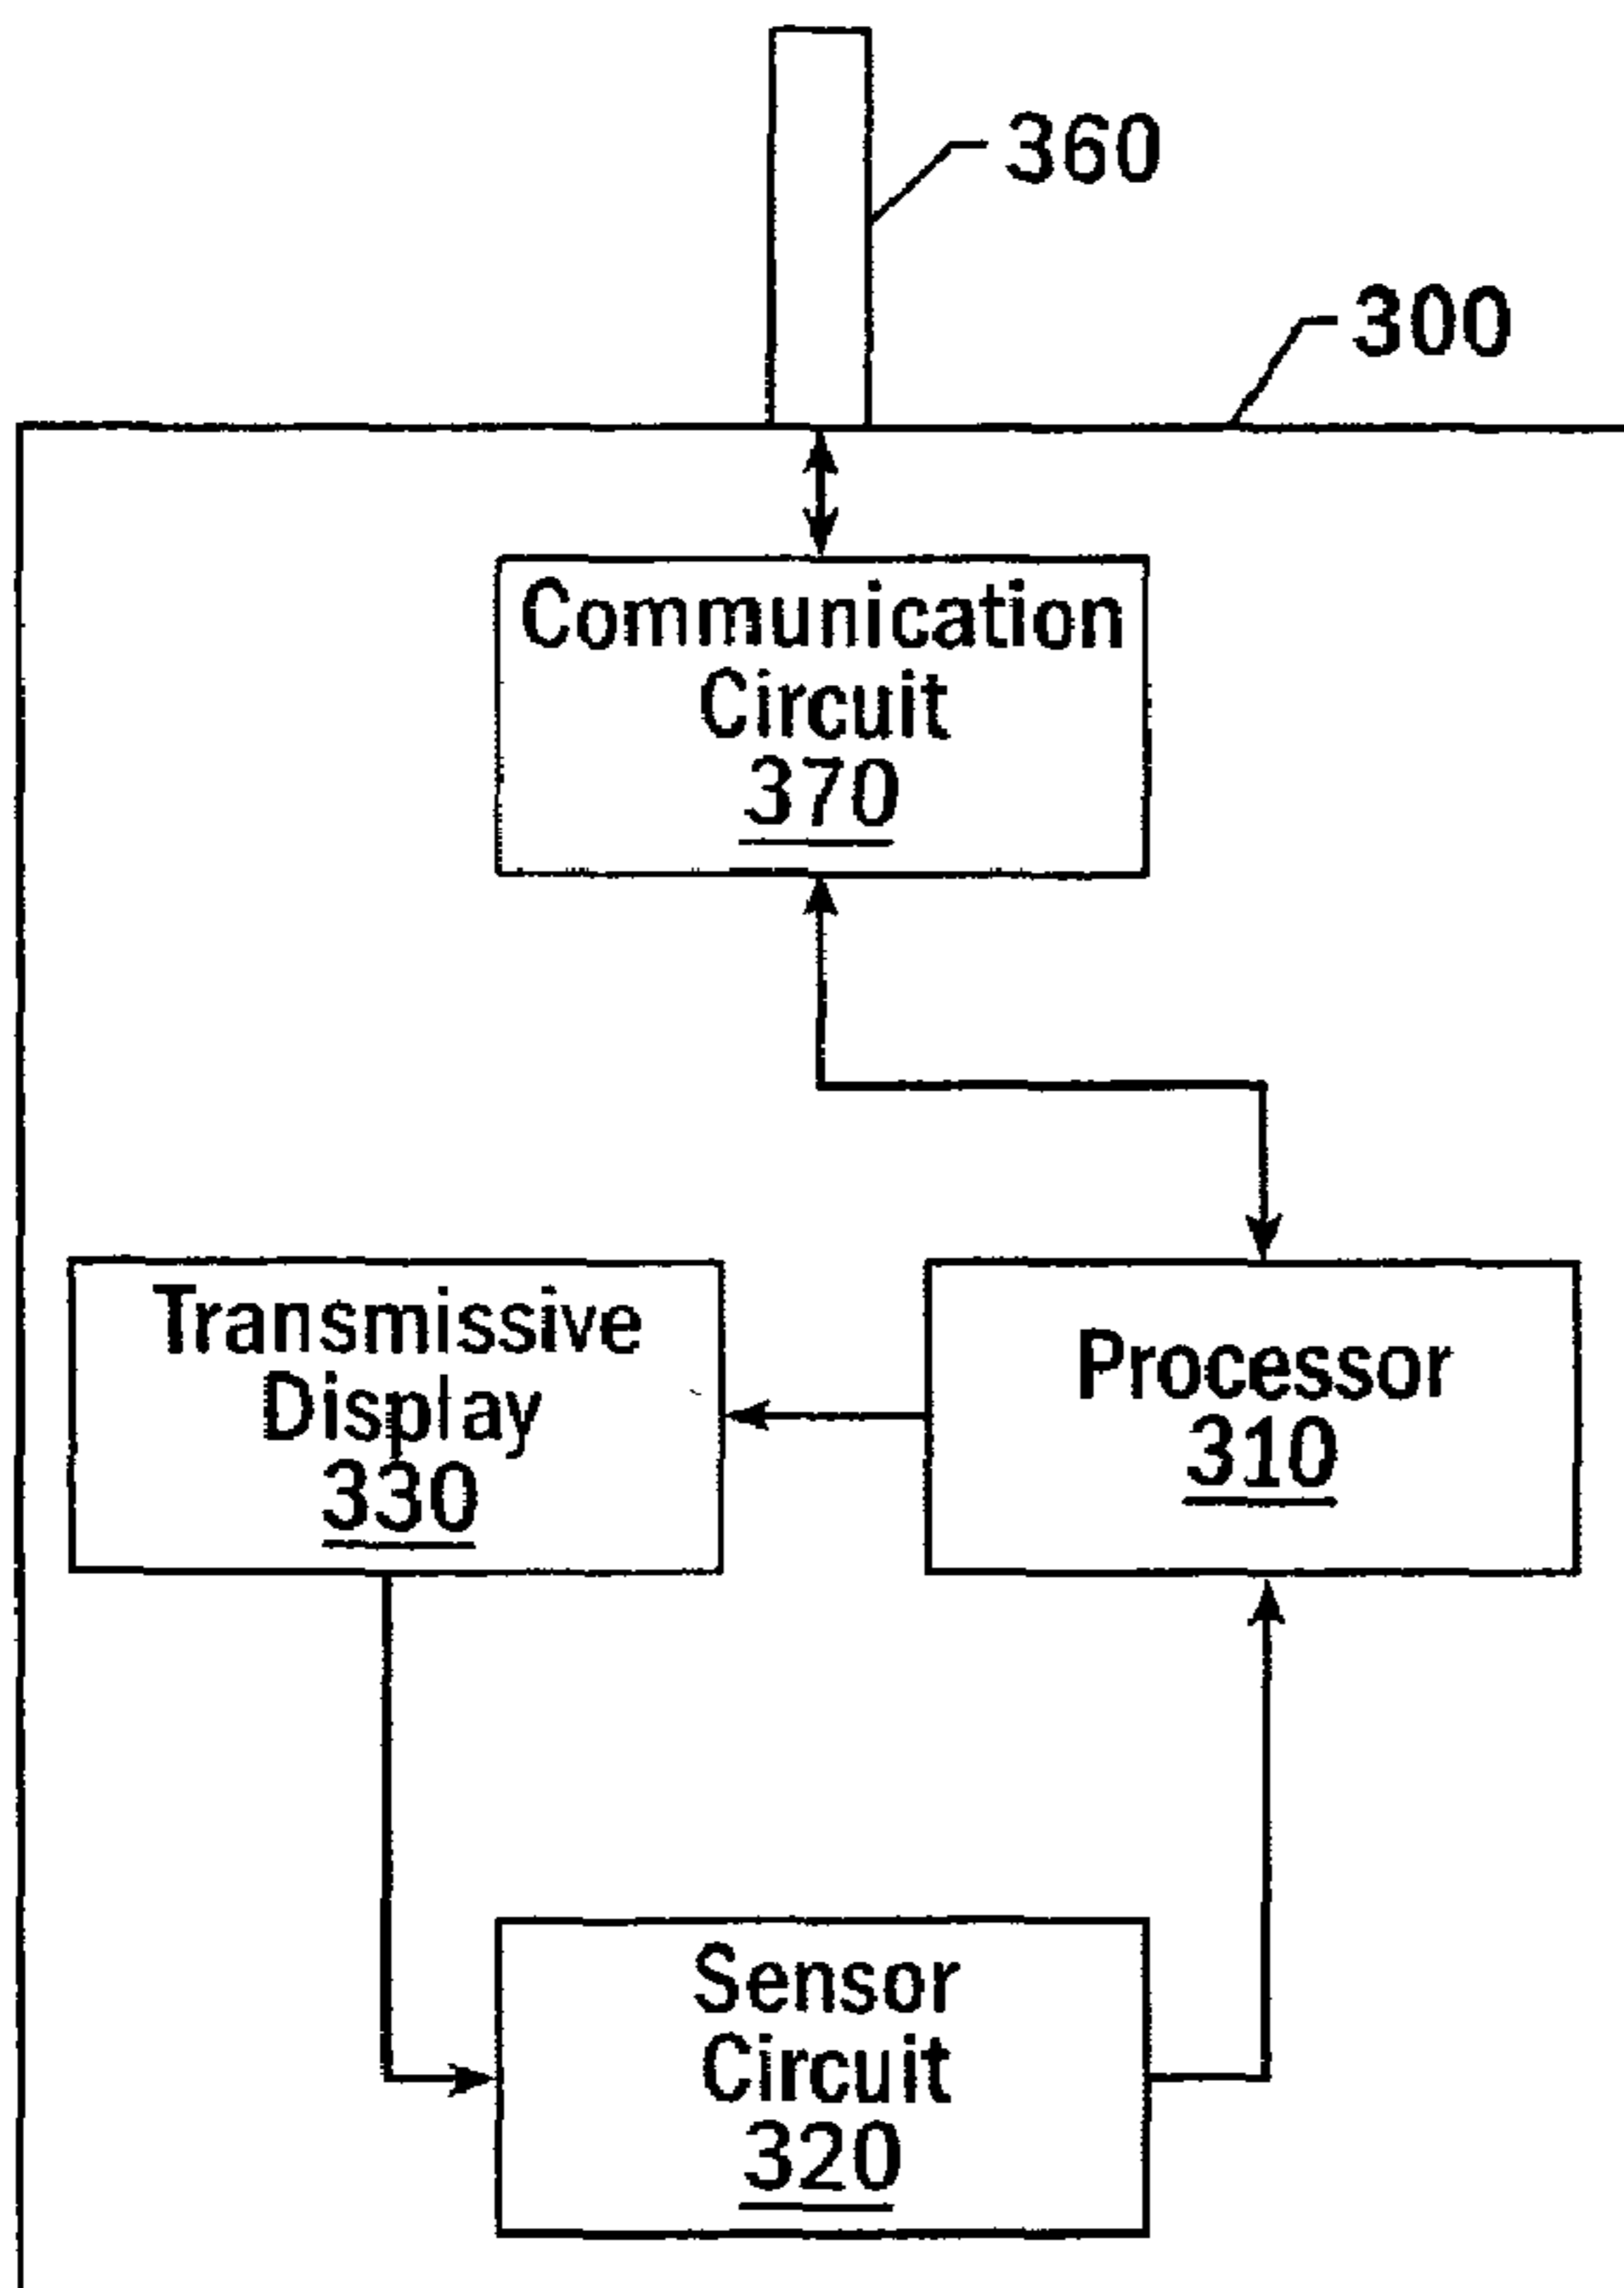 360
300
Communication
Circuit
370
Transmissive
Display
330
Processor
310
Sensor
Circuit
320